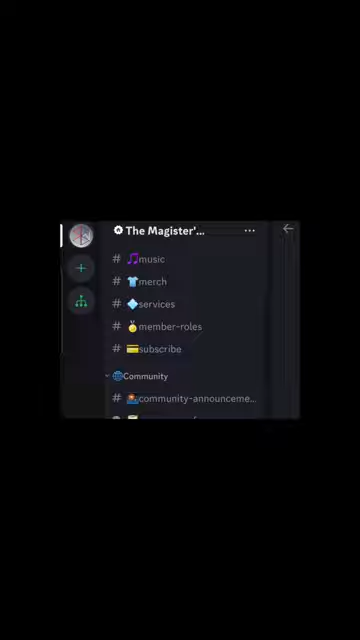 The Magister'...
# 🎵music
# 👕merch
# 💠services
# 🏅member-roles
# 💳subscribe
🌐Community
# community-announceme...